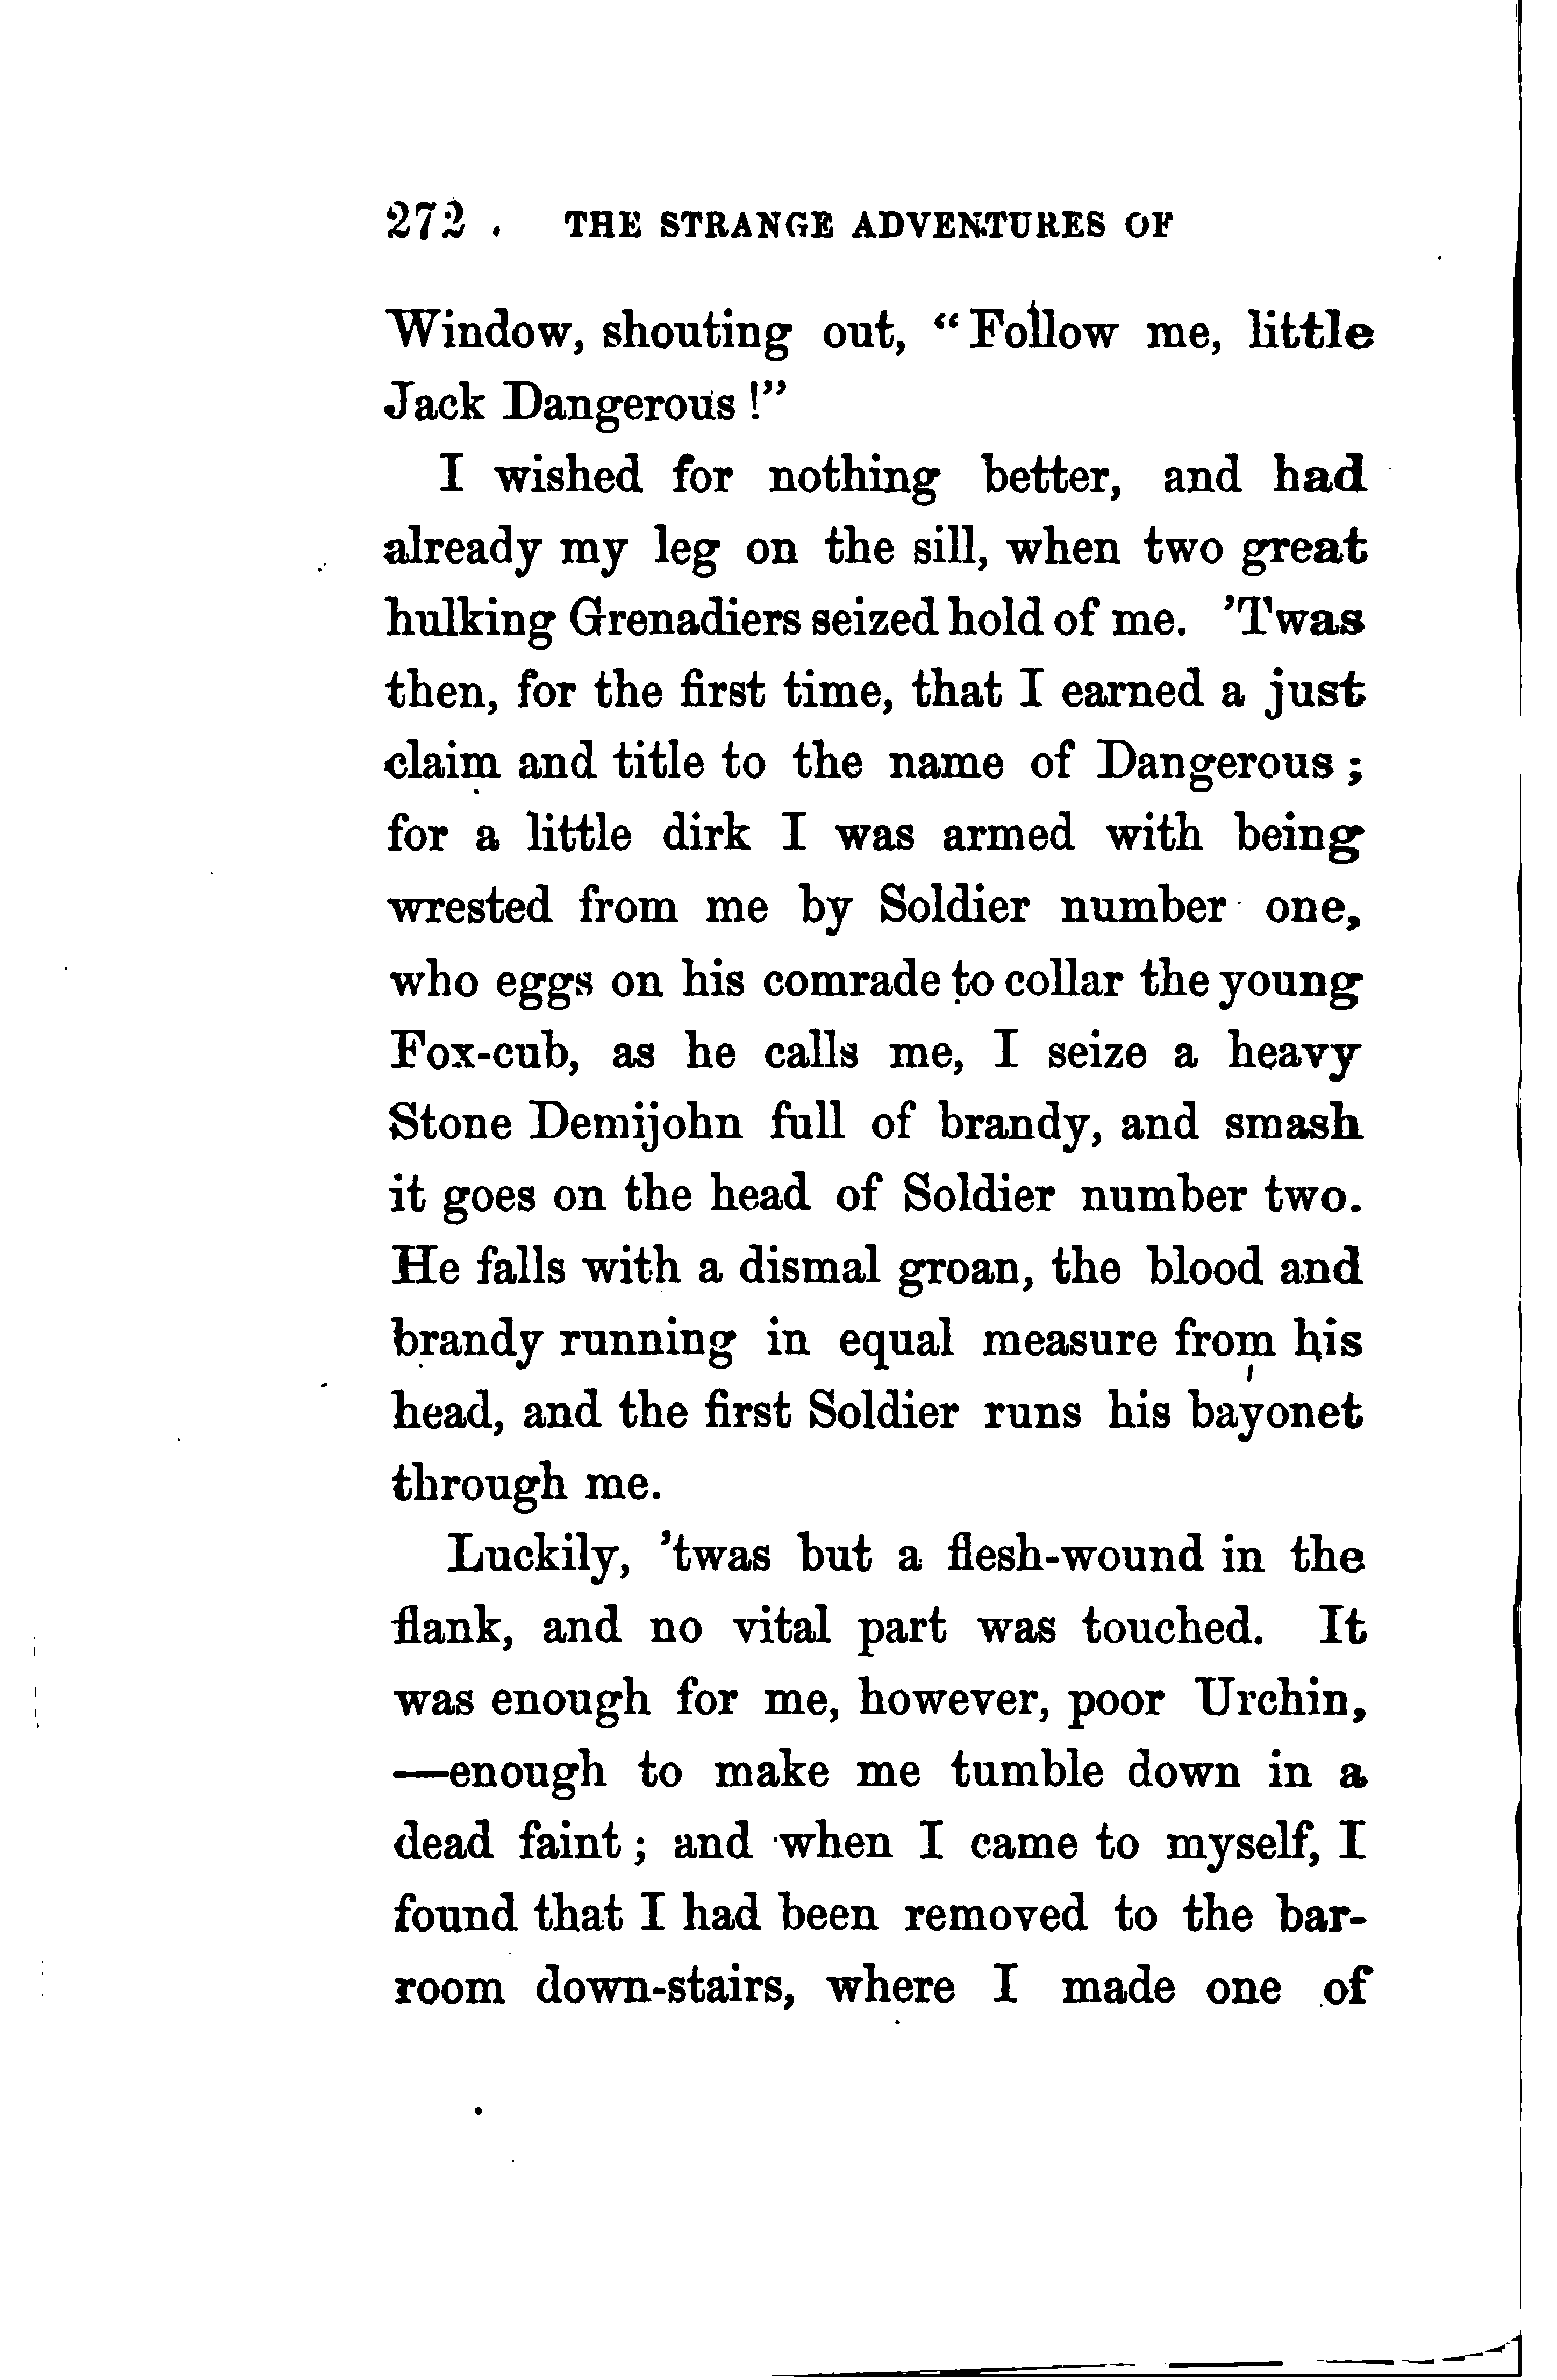 272 . THE STRANGE ADVENTURES OF
Window, shouting out, “Follow me, little
Jack Dangerous !”
I wished for nothing better, and had
already my leg on the sill, when two great
hulking Grenadiers seized hold of me. ’Twas
then, for the first time, that I earned a just
claim and title to the name of Dangerous ;
for a little dirk I was armed with being
wrested from me by Soldier number one,
who eggs on his comrade to collar the young
Fox-cub, as he calls me, I seize a heavy
Stone Demijohn full of brandy, and smash
it goes on the head of Soldier number two.
He falls with a dismal groan, the blood and
brandy running in equal measure from his
head, and the first Soldier runs his bayonet
through me.
Luckily, ’twas but a flesh-wound in the
flank, and no vital part was touched. It
was enough for me, however, poor Urchin,
—enough to make me tumble down in a
dead faint ; and when I came to myself, I
found that I had been removed to the bar-
room down-stairs, where I made one of